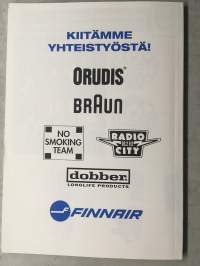 KIITÄMME
YHTEISTYÖSTÄ!
ORUDIS®
BRAUN
NO
SMOKING
TEAM
RADIO
CITY
dobber
LONGLIFE PRODUCTS
FINNAIR